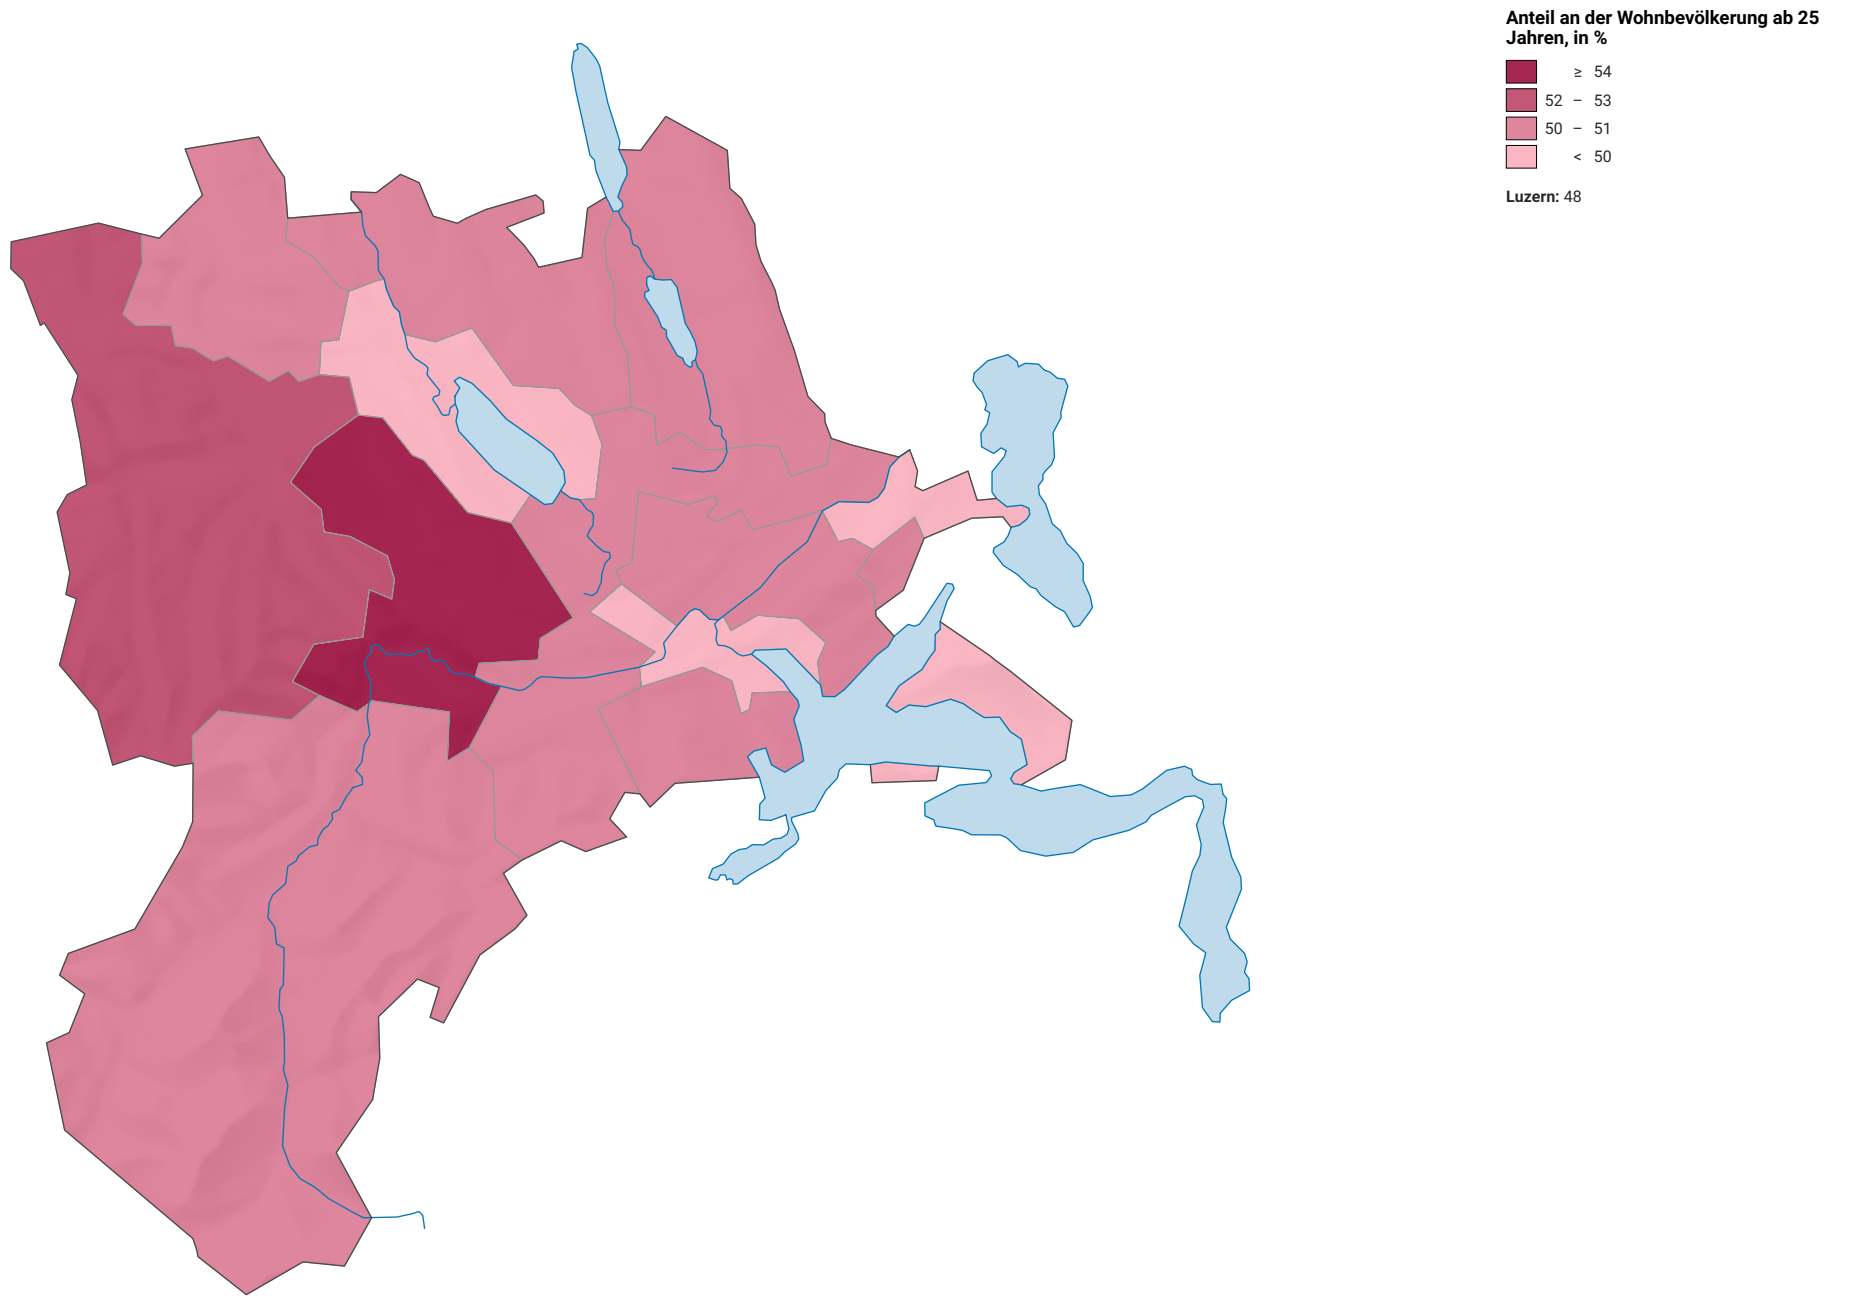 Anteil an der Wohnbevölkerung ab 25
Jahren, in %
≥ 54
52 – 53
50 – 51
< 50
Luzern: 48